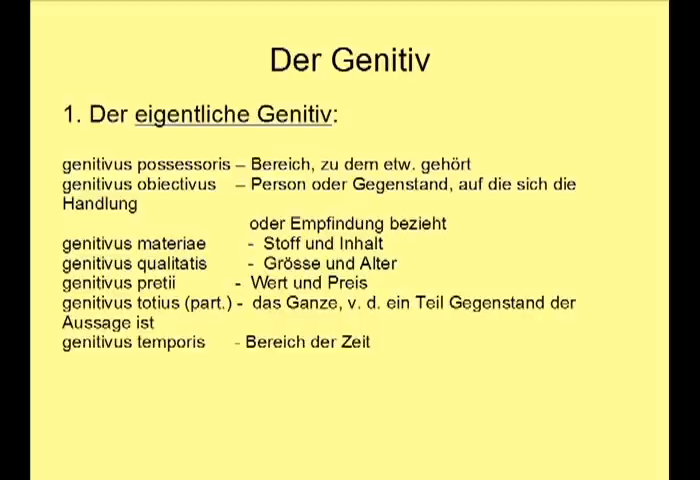 Der Genitiv
1. Der eigentliche Genitiv:
genitivus possessoris – Bereich, zu dem etw. gehört
genitivus obiectivus – Person oder Gegenstand, auf die sich die
Handlung
oder Empfindung bezieht
genitivus materiae - Stoff und Inhalt
genitivus qualitatis - Grösse und Alter
genitivus pretii - Wert und Preis
genitivus totius (part.) - das Ganze, v. d. ein Teil Gegenstand der
Aussage ist
genitivus temporis - Bereich der Zeit